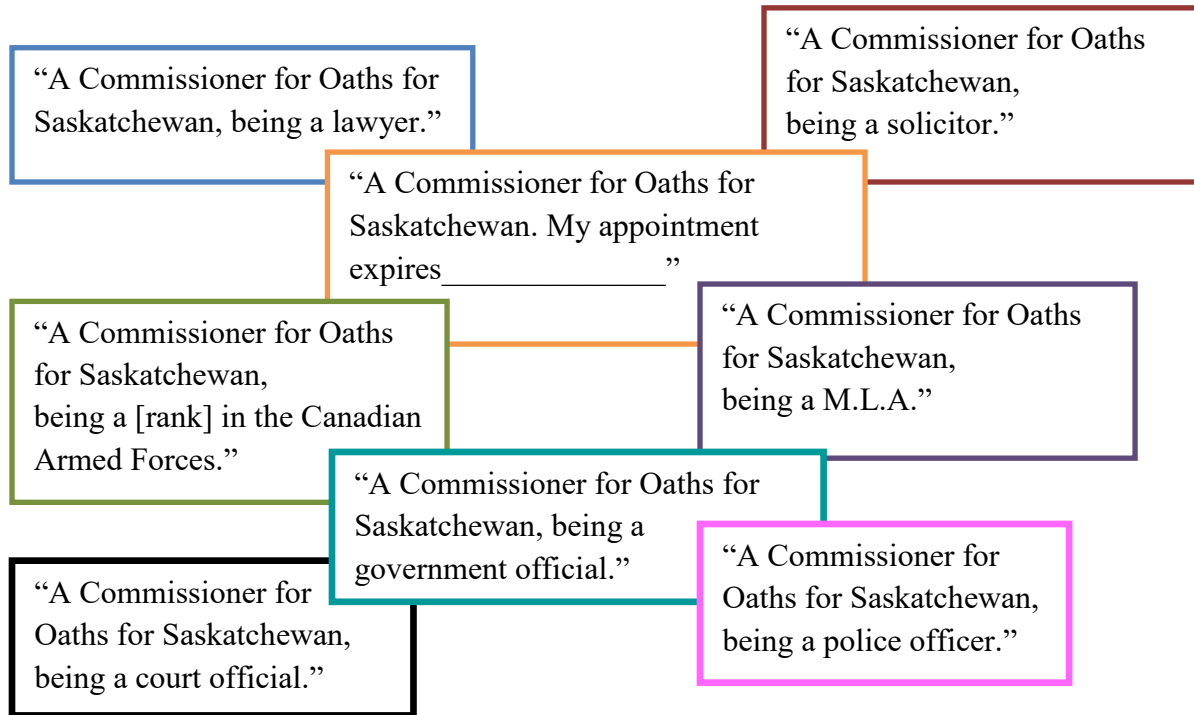 “A Commissioner for Oaths for
Saskatchewan, being a lawyer.”
“A Commissioner for Oaths
for Saskatchewan,
being a solicitor.”
“A Commissioner for Oaths for
Saskatchewan. My appointment
expires______________”
“A Commissioner for Oaths
for Saskatchewan,
being a [rank] in the Canadian
Armed Forces.”
“A Commissioner for Oaths
for Saskatchewan,
being a M.L.A.”
“A Commissioner for Oaths for
Saskatchewan, being a
government official.”
“A Commissioner for
Oaths for Saskatchewan,
being a police officer.”
“A Commissioner for
Oaths for Saskatchewan,
being a court official.”